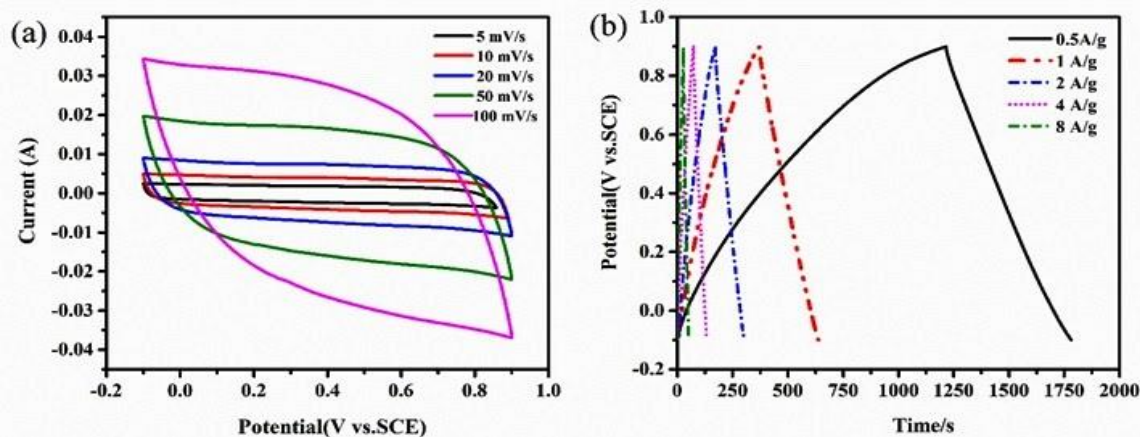 (a)
0.04
0.03
0.02
0.01
0.00
-0.01
-0.02
-0.03
-0.04
Current (A)
5 mV/s
10 mV/s
20 mV/s
50 mV/s
100 mV/s
-0.2
0.0
0.2
0.4
0.6
0.8
1.0
Potential(V vs.SCE)
(b)
1.0
0.8
0.6
0.4
0.2
0.0
-0.2
Potential(V vs.SCE)
0.5A/g
1 A/g
2 A/g
4 A/g
8 A/g
0
250
500
750
1000
1250
1500
1750
2000
Time/s